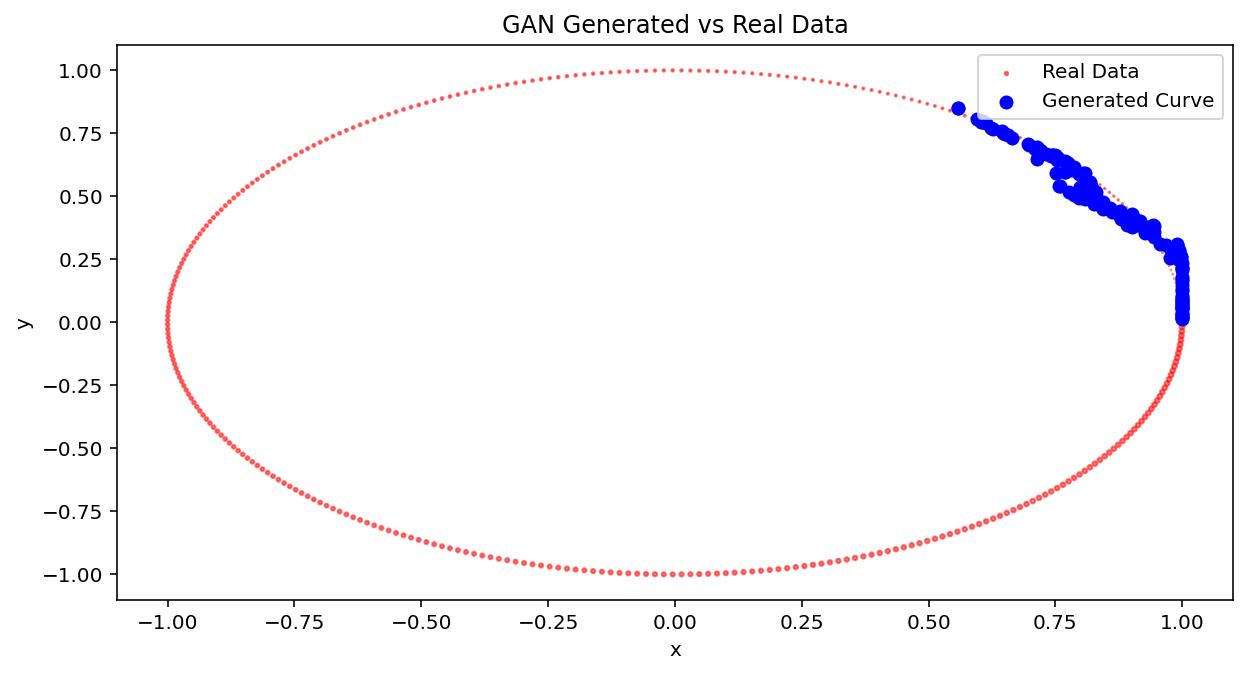 GAN Generated vs Real Data
Real Data
Generated Curve
1.00
0.75
0.50
0.25
0.00
−0.25
−0.50
−0.75
−1.00
y
−1.00 −0.75 −0.50 −0.25 0.00 0.25 0.50 0.75 1.00
x